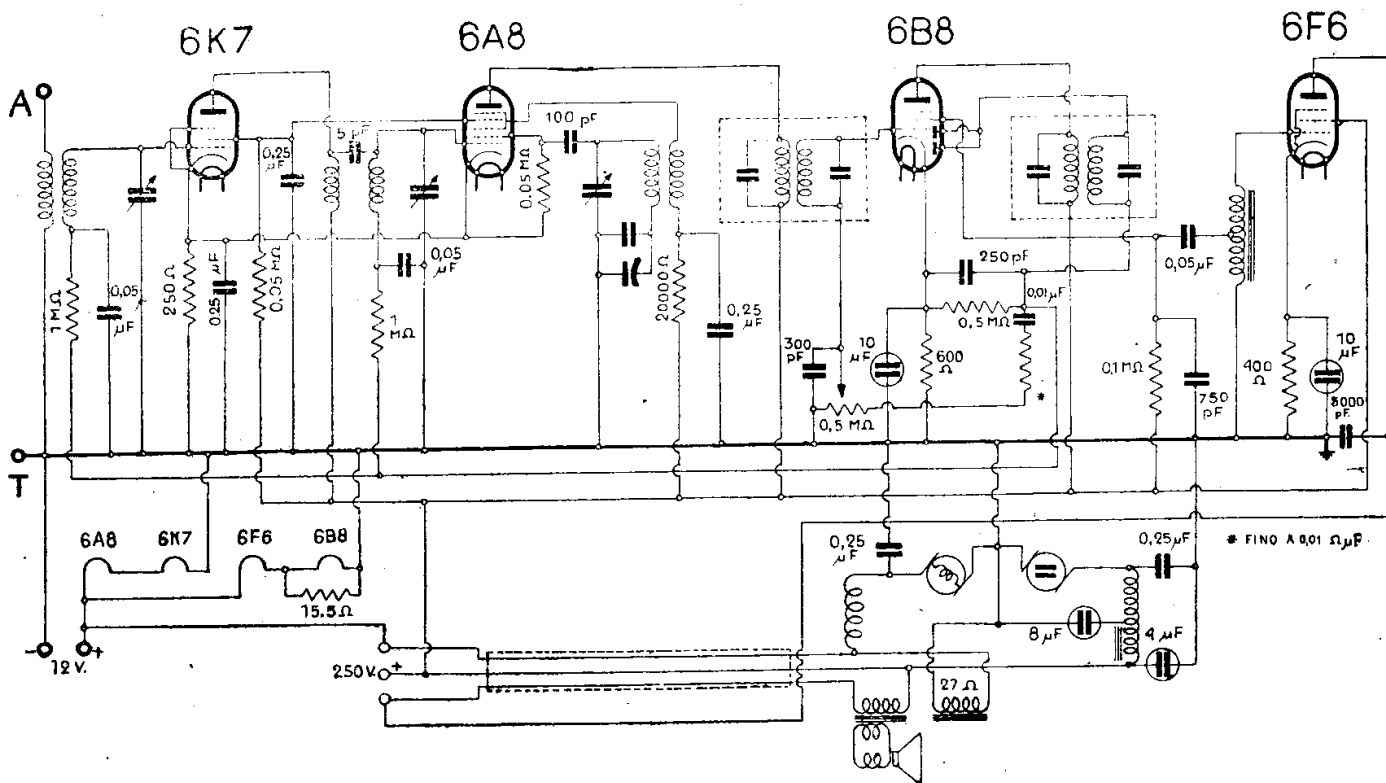 6K7
6A8
6B8
6F6
A
5 pF
100 pF
0,25 μF
0.05 MΩ
0,05 μF
1 MΩ
0,05 μF
250 Ω
0,25 μF
0,05 MΩ
1 MΩ
20000 Ω
0,25 μF
250 pF
0,01 μF
0.5 MΩ
300 pF
10 μF
600 Ω
*
0,5 MΩ
0,05 μF
0,1 MΩ
750 pF
400 Ω
10 μF
5000 pF
T
6A8
6K7
6F6
6B8
15.5 Ω
0,25 μF
0,25 μF
* FINO A 0,01 Ω μF
8 μF
4 μF
- 12 V. +
250 V. +
27 Ω